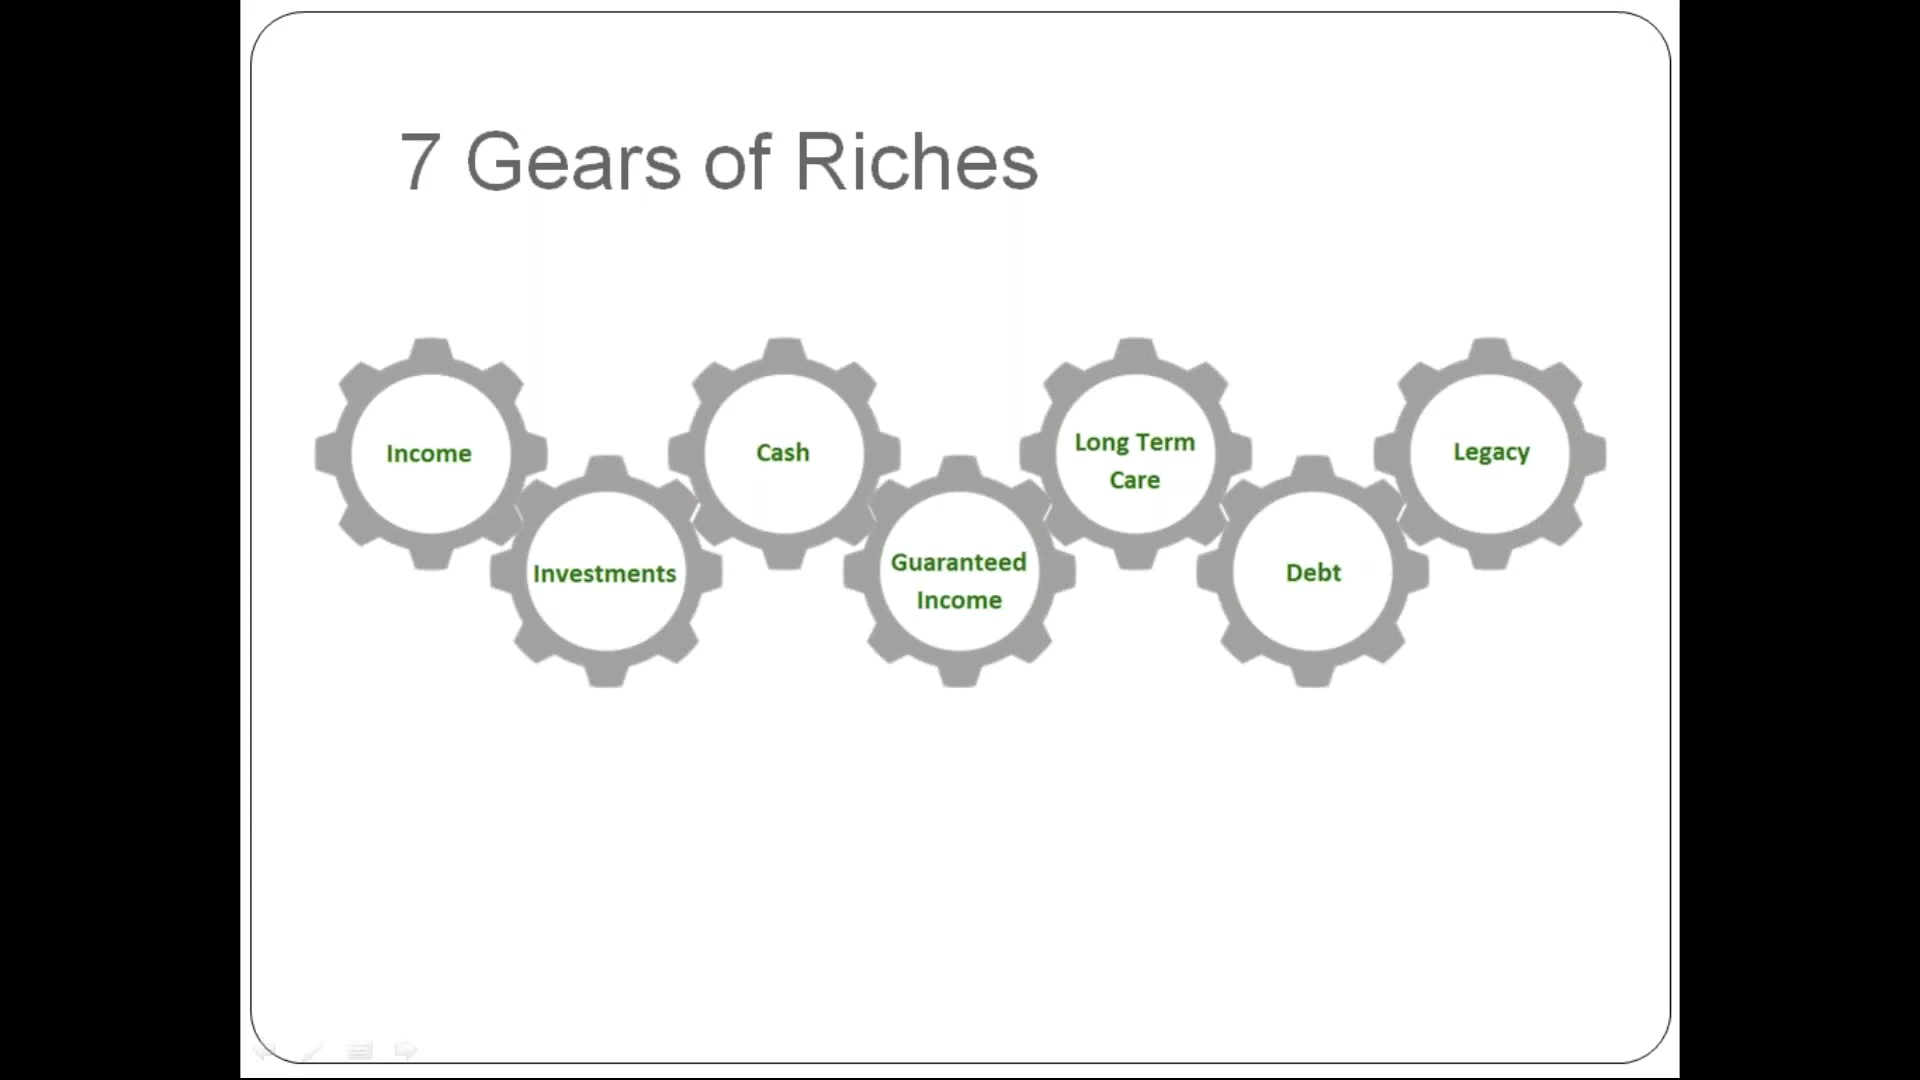 7 Gears of Riches
Income
Investments
Cash
Guaranteed
Income
Long Term
Care
Debt
Legacy